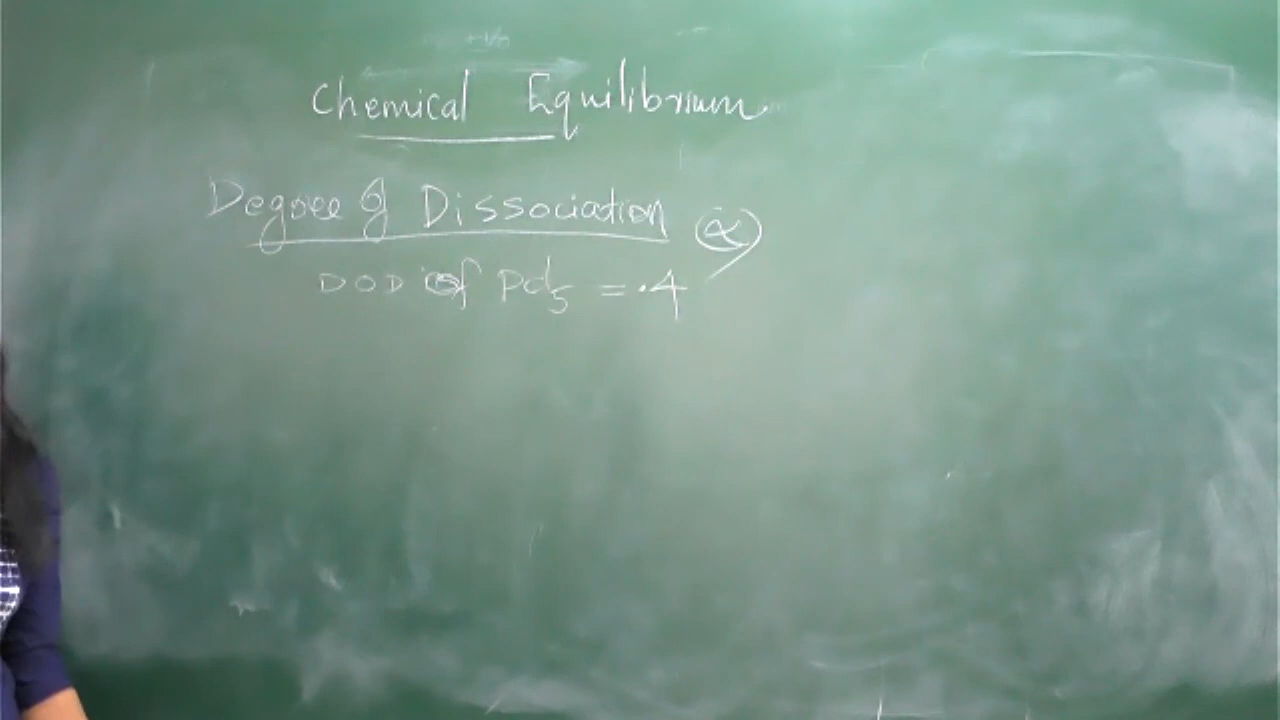 Chemical Equilibrium.
Degree of Dissociation (α)
DOD of PCl5 = .4